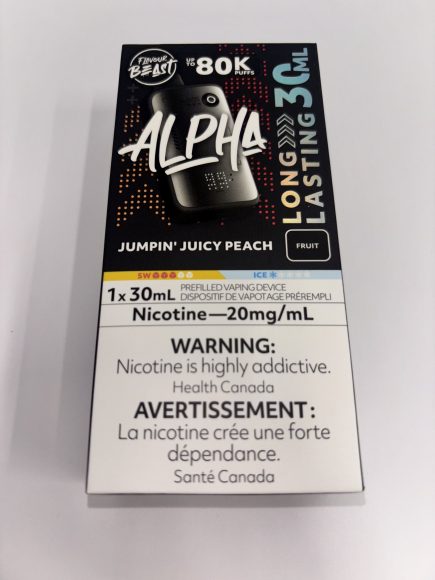 FLAVOUR
BEAST
UP TO 80K PUFFS
LONG LASTING 30ML
ALPHA
JUMPIN' JUICY PEACH
FRUIT
SW
ICE
1 x 30mL PREFILLED VAPING DEVICE
DISPOSITIF DE VAPOTAGE PRÉREMPLI
Nicotine—20mg/mL
WARNING:
Nicotine is highly addictive.
Health Canada
AVERTISSEMENT:
La nicotine crée une forte
dépendance.
Santé Canada